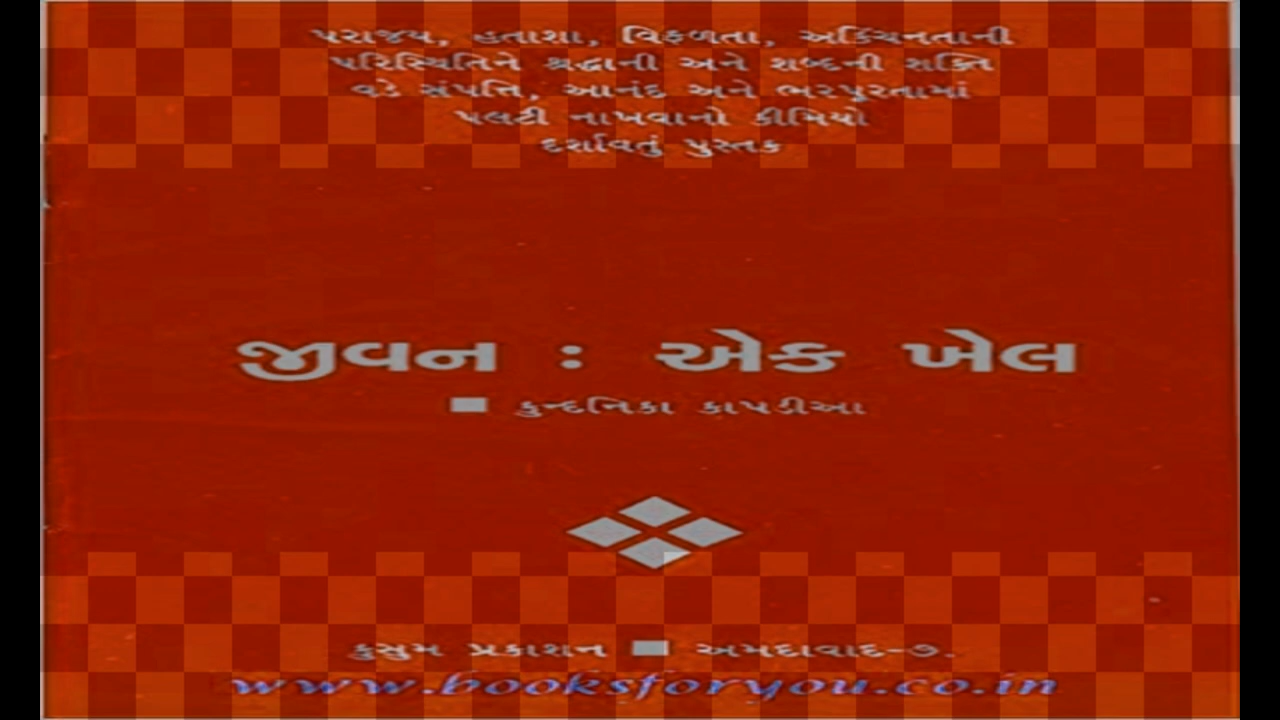 પરાજય, હતાશા, વિફળતા, અકિંચનતાની
પરિસ્થિતિને શ્રદ્ધાની અને શબ્દની શક્તિ
વડે સંપત્તિ, આનંદ અને ભરપૂરતામાં
પલટી નાખવાનો કીમિયો
દર્શાવતું પુસ્તક
જીવન : એક ખેલ
કુન્દનિકા કાપડીઆ
કુસુમ પ્રકાશન ■ અમદાવાદ-૭.
www.booksforyou.co.in